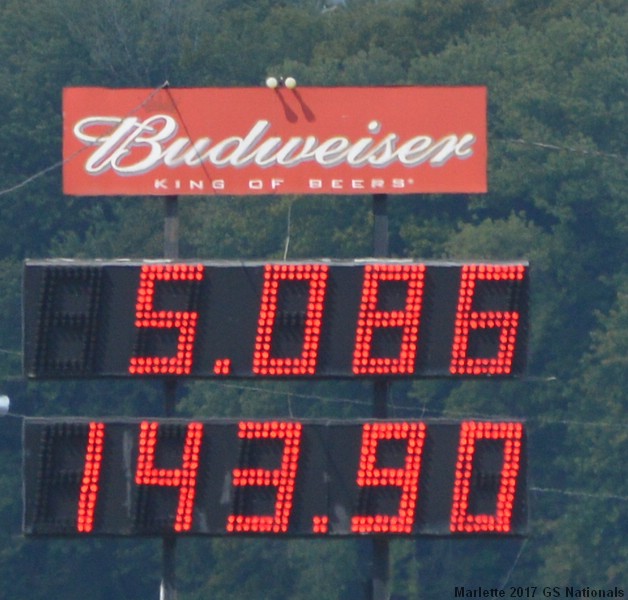 Budweiser
KING OF BEERS®
5.086
143.90
Marlette 2017 GS Nationals